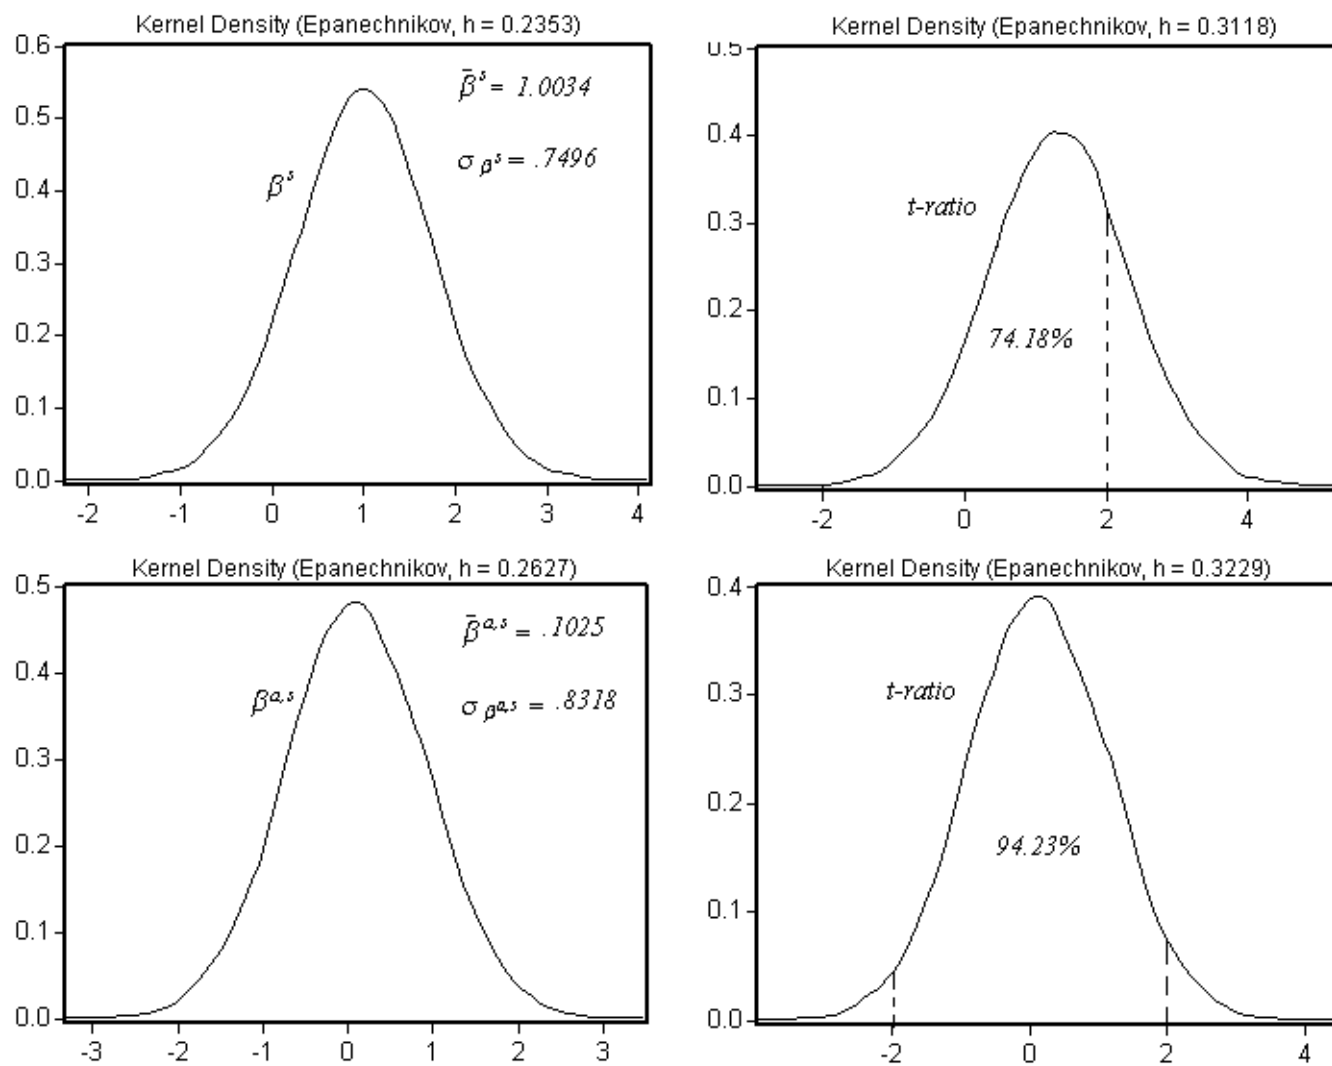 Kernel Density (Epanechnikov, h = 0.2353)
0.6
0.5
0.4
0.3
0.2
0.1
0.0
β̄ˢ = 1.0034
σ βˢ = .7496
βˢ
-2 -1 0 1 2 3 4
Kernel Density (Epanechnikov, h = 0.3118)
0.5
0.4
0.3
0.2
0.1
0.0
t-ratio
74.18%
-2 0 2 4
Kernel Density (Epanechnikov, h = 0.2627)
0.5
0.4
0.3
0.2
0.1
0.0
β̄ᵃ,ˢ = .1025
σ βᵃ,ˢ = .8318
βᵃ,ˢ
-3 -2 -1 0 1 2 3
Kernel Density (Epanechnikov, h = 0.3229)
0.4
0.3
0.2
0.1
0.0
t-ratio
94.23%
-2 0 2 4